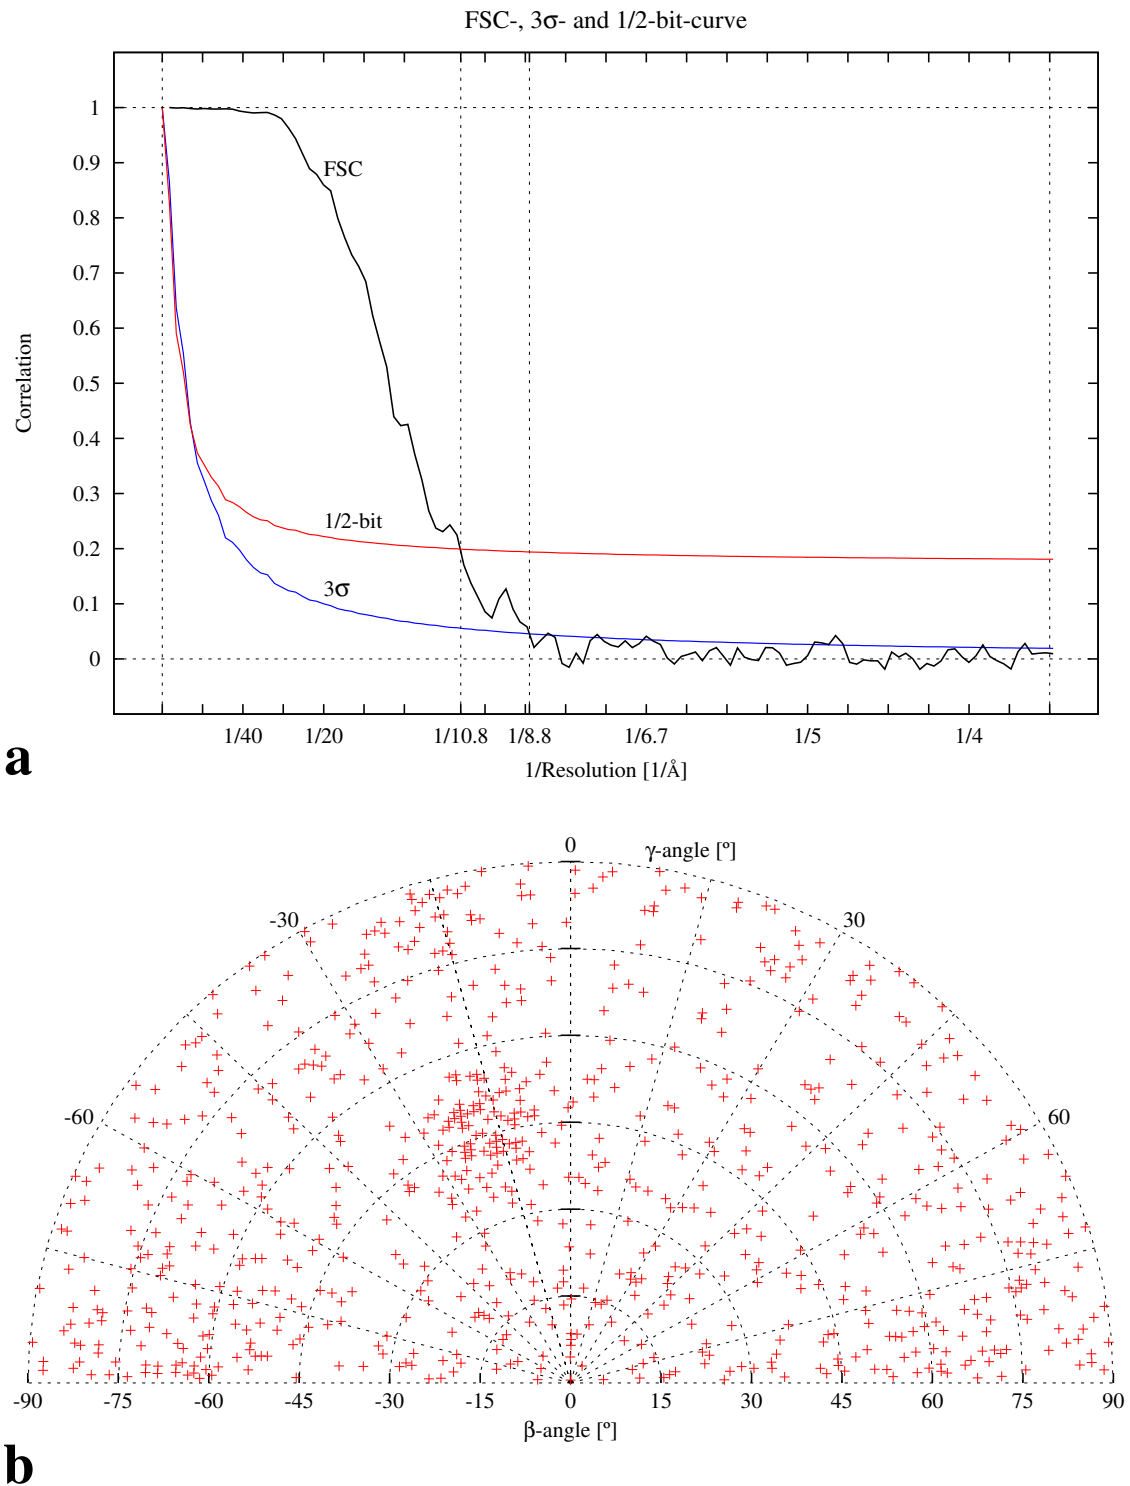 FSC-, 3σ- and 1/2-bit-curve
1
0.9
0.8
0.7
0.6
0.5
0.4
0.3
0.2
0.1
0
Correlation
FSC
1/2-bit
3σ
1/40 1/20 1/10.8 1/8.8 1/6.7 1/5 1/4
1/Resolution [1/Å]
a
0
γ-angle [º]
-30 30
-60 60
-90 -75 -60 -45 -30 -15 0 15 30 45 60 75 90
β-angle [º]
b